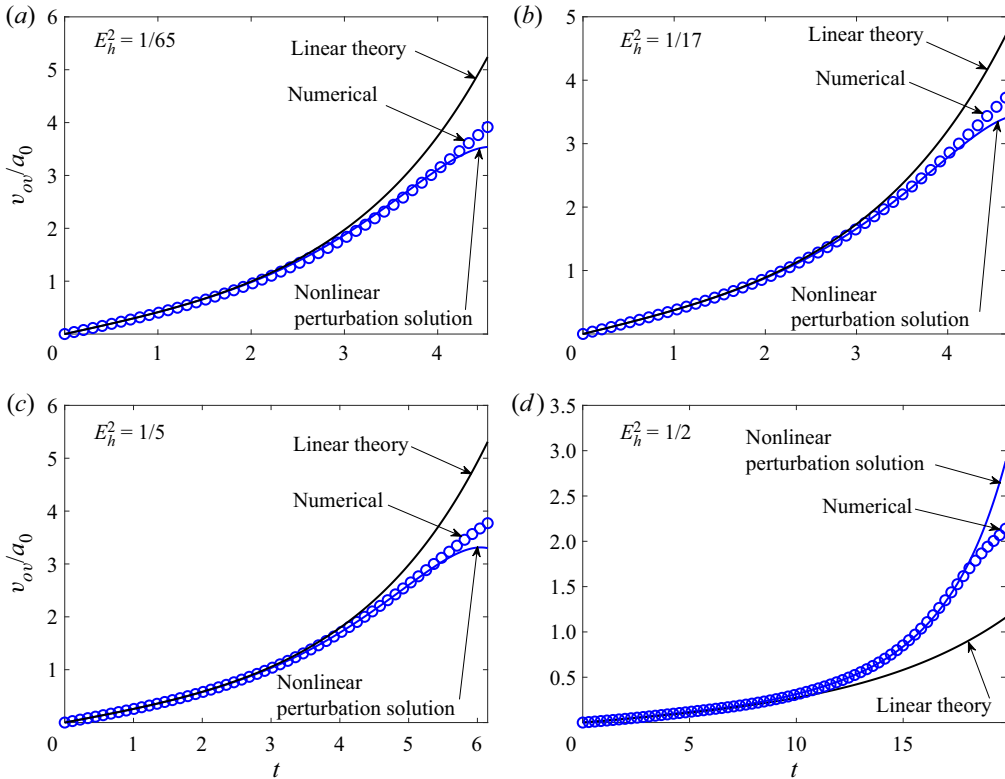 (a)
6
5
4
3
2
1
0
v_ov/a_0
E_h^2 = 1/65
Linear theory
Numerical
Nonlinear
perturbation solution
1 2 3 4
(b)
5
4
3
2
1
0
E_h^2 = 1/17
Linear theory
Numerical
Nonlinear
perturbation solution
1 2 3 4
(c)
6
5
4
3
2
1
0
v_ov/a_0
E_h^2 = 1/5
Linear theory
Numerical
Nonlinear
perturbation solution
1 2 3 4 5 6
t
(d)
3.5
3.0
2.5
2.0
1.5
1.0
0.5
0
E_h^2 = 1/2
Nonlinear
perturbation solution
Numerical
Linear theory
5 10 15
t